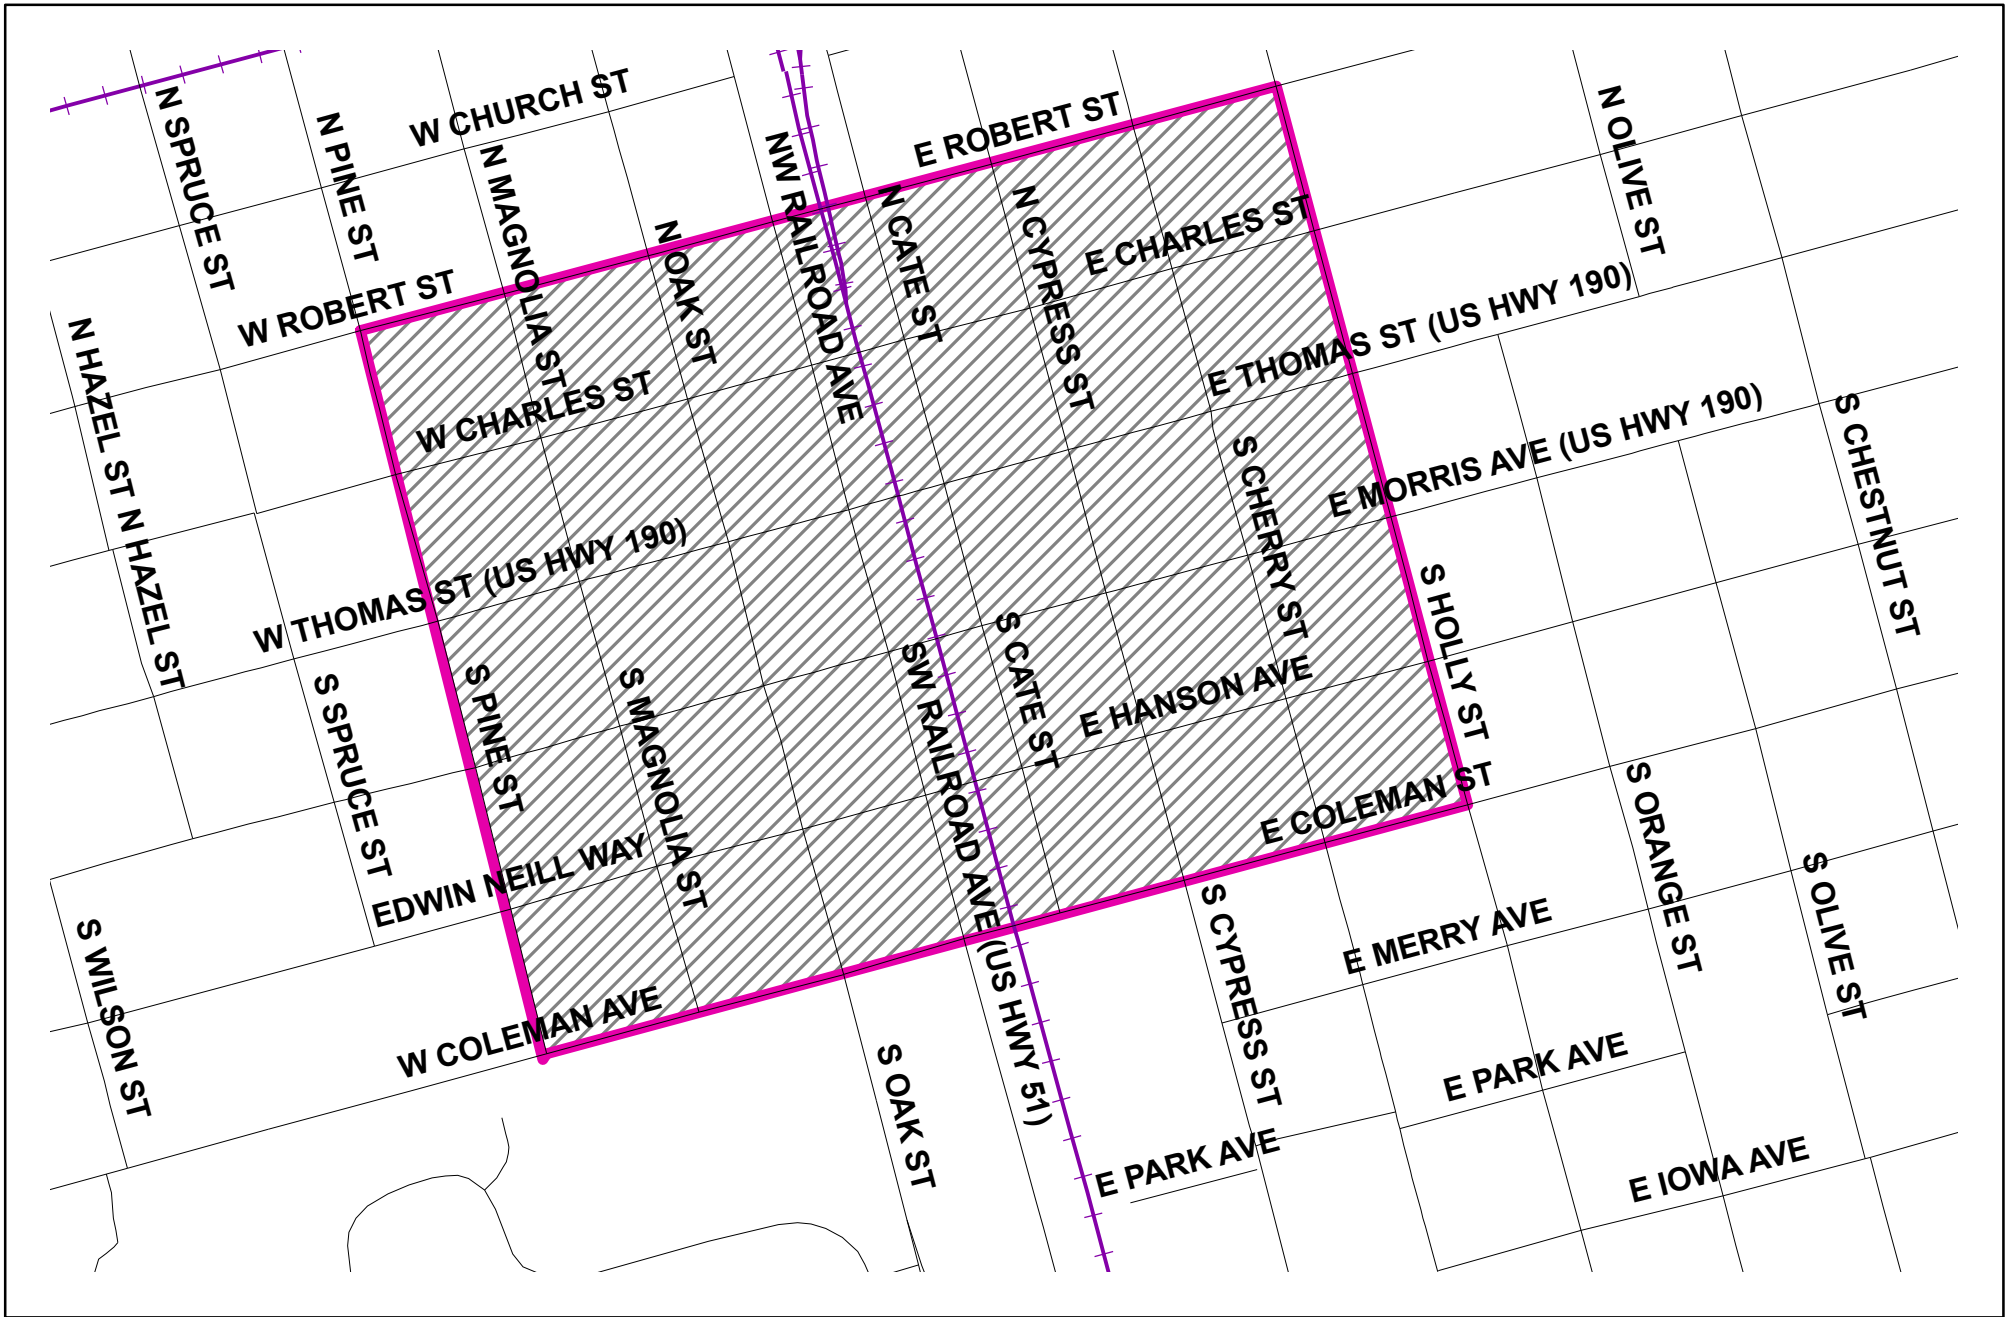 N SPRUCE ST
N PINE ST
W CHURCH ST
N MAGNOLIA ST
N OAK ST
NW RAILROAD AVE
E ROBERT ST
N CATE ST
N CYPRESS ST
E CHARLES ST
N OLIVE ST
W ROBERT ST
N HAZEL ST
N HAZEL ST
W CHARLES ST
E THOMAS ST (US HWY 190)
E MORRIS AVE (US HWY 190)
S CHERRY ST
S CHESTNUT ST
W THOMAS ST (US HWY 190)
S HOLLY ST
S SPRUCE ST
S PINE ST
S MAGNOLIA ST
SW RAILROAD AVE (US HWY 51)
S CATE ST
E HANSON AVE
E COLEMAN ST
S ORANGE ST
S OLIVE ST
EDWIN NEILL WAY
S WILSON ST
W COLEMAN AVE
S OAK ST
S CYPRESS ST
E MERRY AVE
E PARK AVE
E PARK AVE
E IOWA AVE